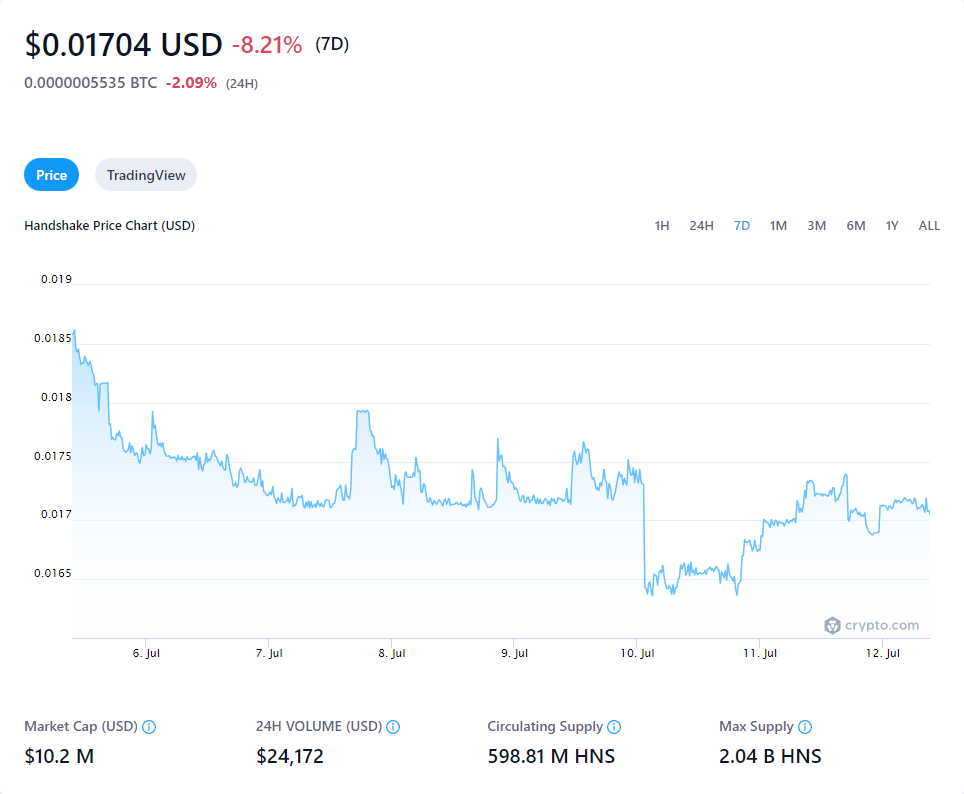 $0.01704 USD -8.21% (7D)
0.0000005535 BTC -2.09% (24H)
Price TradingView
Handshake Price Chart (USD) 1H 24H 7D 1M 3M 6M 1Y ALL
0.019
0.0185
0.018
0.0175
0.017
0.0165
crypto.com
6. Jul 7. Jul 8. Jul 9. Jul 10. Jul 11. Jul 12. Jul
Market Cap (USD) 24H VOLUME (USD) Circulating Supply Max Supply
$10.2 M $24,172 598.81 M HNS 2.04 B HNS